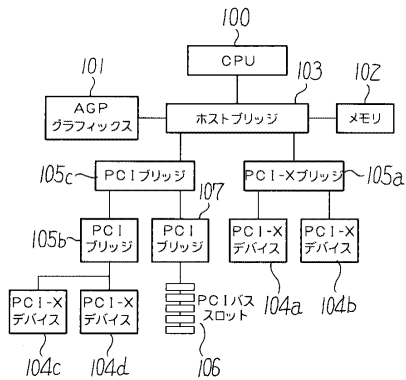 100
CPU
101
103
102
AGP
グラフィックス
ホストブリッジ
メモリ
105c
PCIブリッジ
107
PCI-Xブリッジ
105a
105b
PCI
ブリッジ
PCI
ブリッジ
PCI-X
デバイス
PCI-X
デバイス
104a
104b
PCI-X
デバイス
PCI-X
デバイス
PCIバス
スロット
104c
104d
106